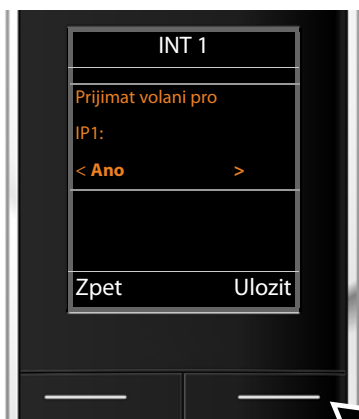 INT 1
Prijimat volani pro
IP1:
< Ano >
Zpet Ulozit